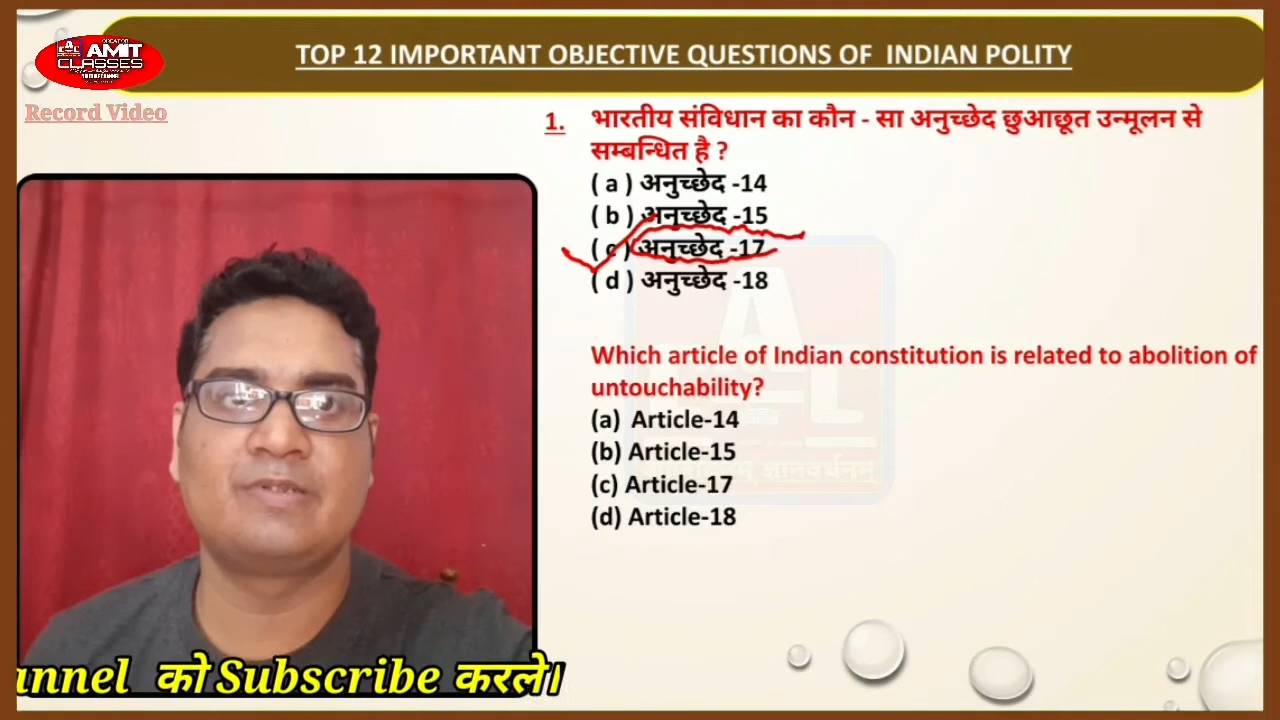 TOP 12 IMPORTANT OBJECTIVE QUESTIONS OF INDIAN POLITY
CREATOR
AMIT
CLASSES
Record Video
1. भारतीय संविधान का कौन - सा अनुच्छेद छुआछूत उन्मूलन से
सम्बन्धित है ?
( a ) अनुच्छेद -14
( b ) अनुच्छेद -15
( c ) अनुच्छेद -17
( d ) अनुच्छेद -18
Which article of Indian constitution is related to abolition of
untouchability?
(a) Article-14
(b) Article-15
(c) Article-17
(d) Article-18
को Subscribe करले।